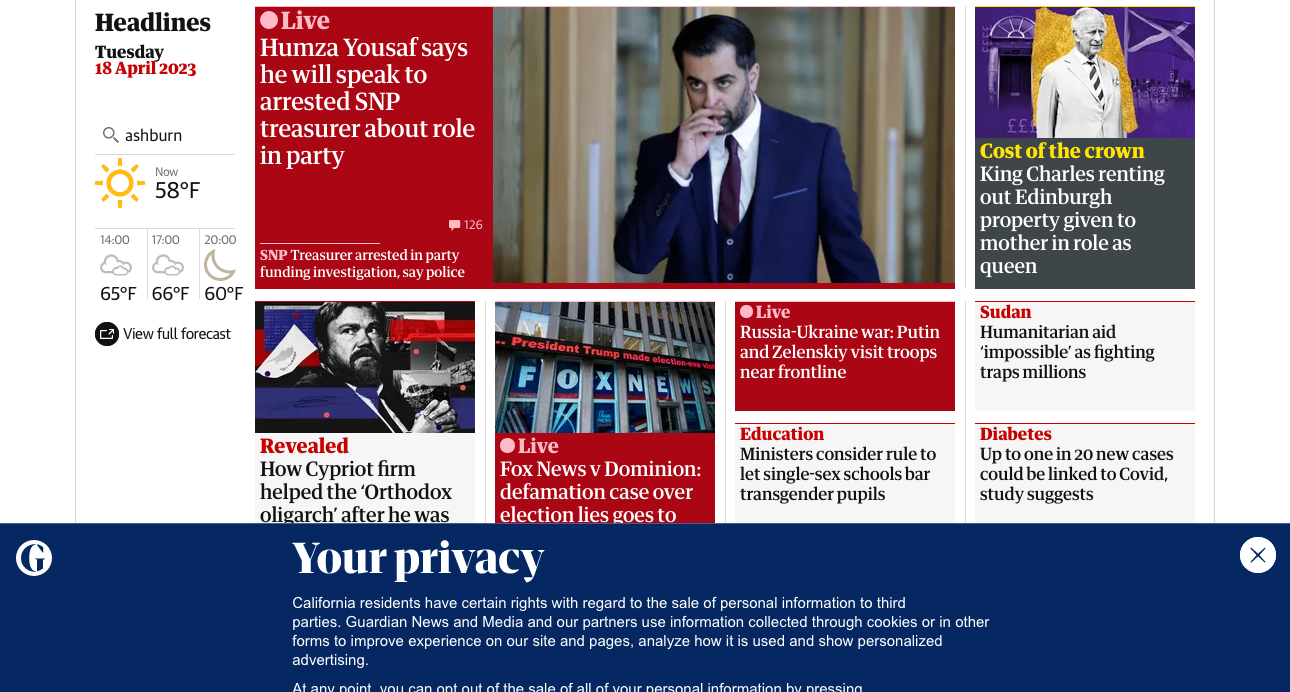 Headlines
Tuesday
18 April 2023
ashburn
Now
58°F
14:00
17:00
20:00
65°F
66°F
60°F
View full forecast
Live
Humza Yousaf says
he will speak to
arrested SNP
treasurer about role
in party
126
SNP Treasurer arrested in party
funding investigation, say police
£££
Cost of the crown
King Charles renting
out Edinburgh
property given to
mother in role as
queen
Revealed
How Cypriot firm
helped the ‘Orthodox
oligarch’ after he was
President Trump made election
FOX NEWS
Live
Fox News v Dominion:
defamation case over
election lies goes to
Live
Russia-Ukraine war: Putin
and Zelenskiy visit troops
near frontline
Education
Ministers consider rule to
let single-sex schools bar
transgender pupils
Sudan
Humanitarian aid
‘impossible’ as fighting
traps millions
Diabetes
Up to one in 20 new cases
could be linked to Covid,
study suggests
Your privacy
California residents have certain rights with regard to the sale of personal information to third
parties. Guardian News and Media and our partners use information collected through cookies or in other
forms to improve experience on our site and pages, analyze how it is used and show personalized
advertising.
At any point, you can opt out of the sale of all of your personal information by pressing